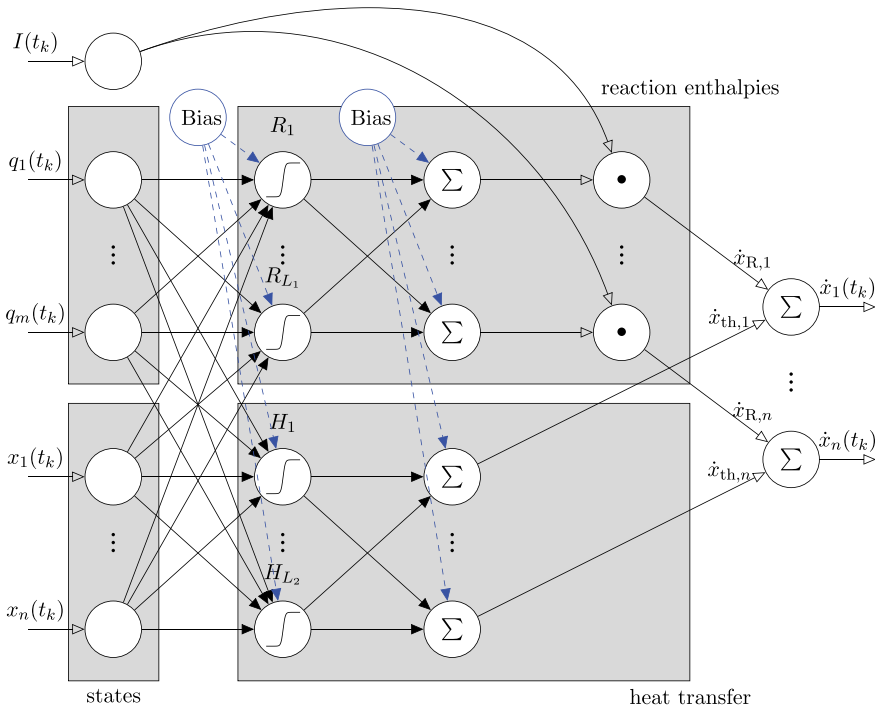 I(t_k)
reaction enthalpies
Bias
Bias
R_1
q_1(t_k)
Σ
R_{L_1}
ẋ_{R,1}
q_m(t_k)
Σ
ẋ_1(t_k)
Σ
ẋ_{th,1}
ẋ_{R,n}
H_1
x_1(t_k)
Σ
ẋ_n(t_k)
Σ
ẋ_{th,n}
H_{L_2}
x_n(t_k)
Σ
states
heat transfer